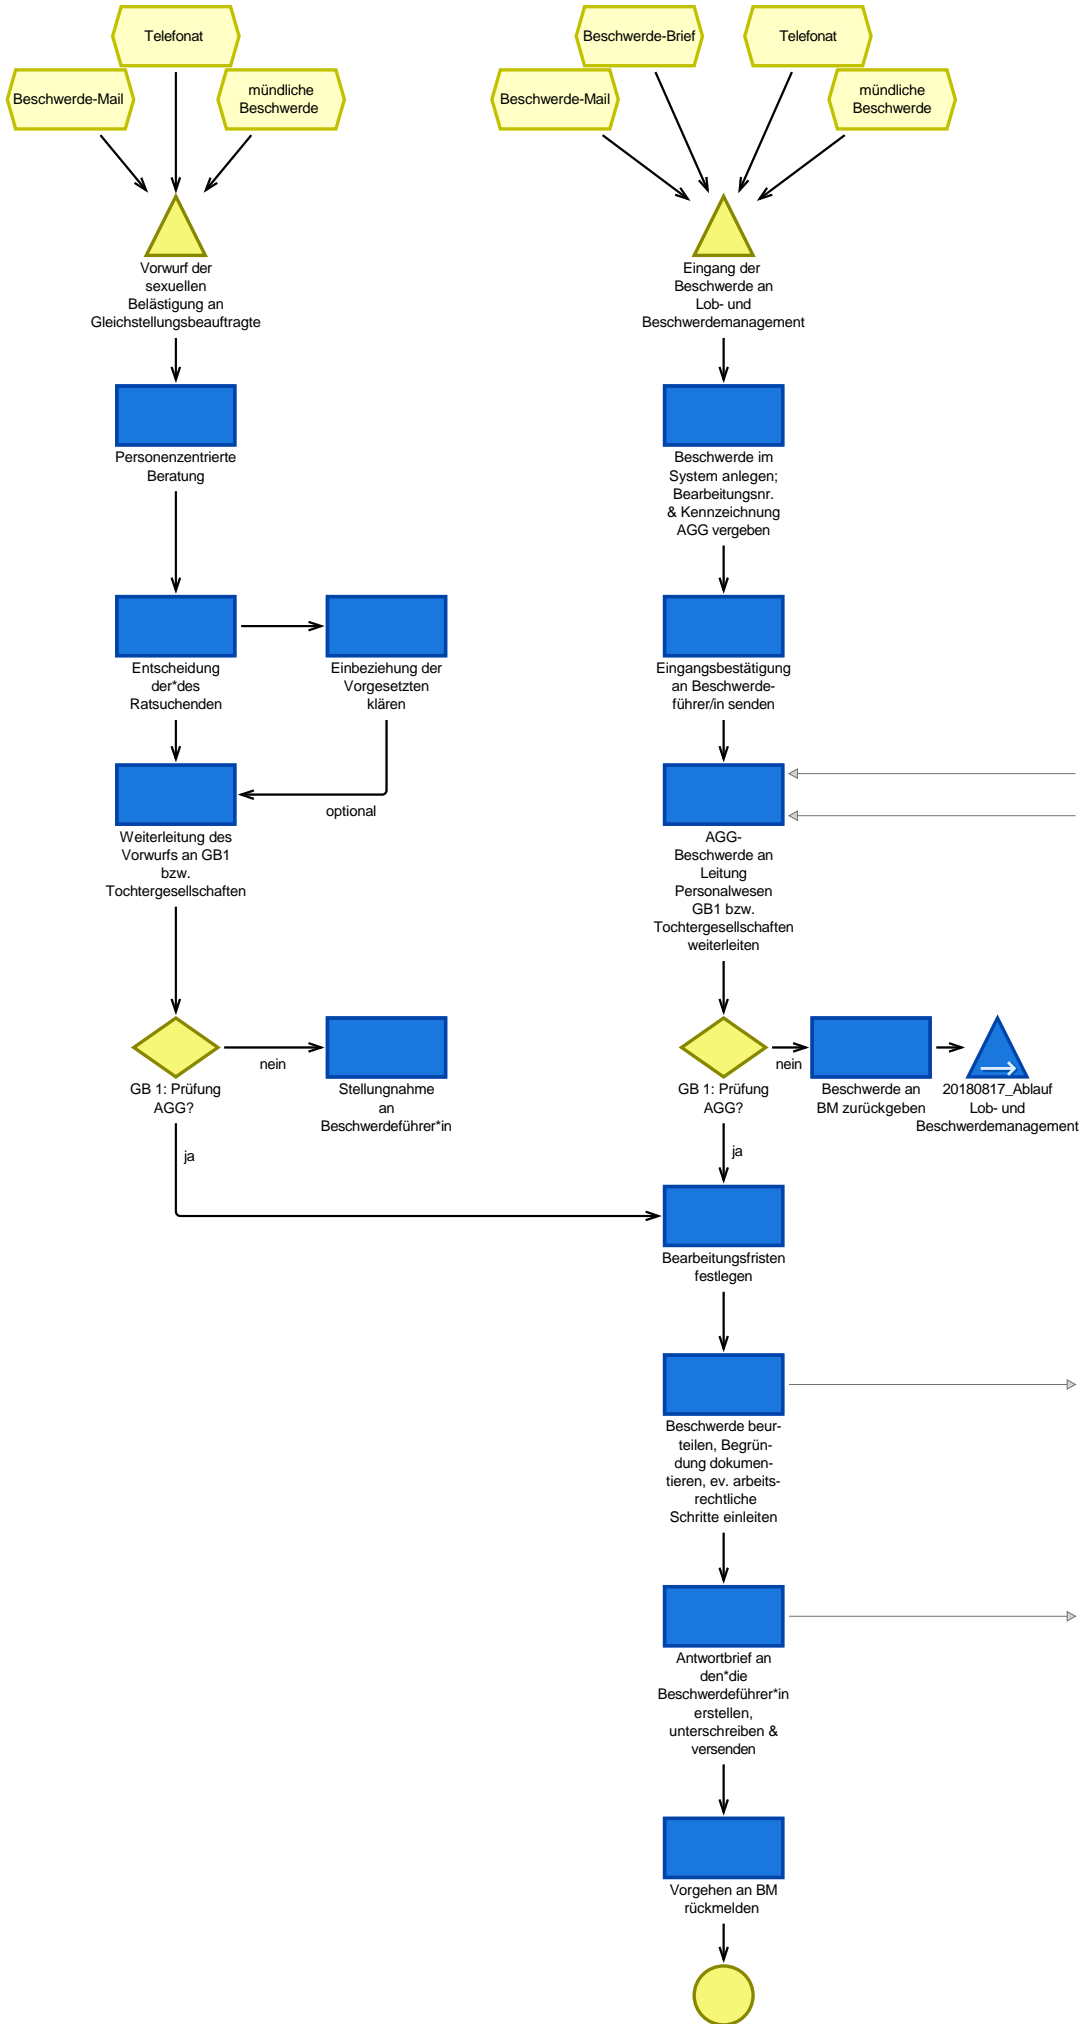 Telefonat
Beschwerde-Mail
mündliche
Beschwerde
Beschwerde-Brief
Telefonat
Beschwerde-Mail
mündliche
Beschwerde
Vorwurf der
sexuellen
Belästigung an
Gleichstellungsbeauftragte
Eingang der
Beschwerde an
Lob- und
Beschwerdemanagement
Personenzentrierte
Beratung
Beschwerde im
System anlegen;
Bearbeitungsnr.
& Kennzeichnung
AGG vergeben
Entscheidung
der*des
Ratsuchenden
Einbeziehung der
Vorgesetzten
klären
Eingangsbestätigung
an Beschwerde-
führer/in senden
optional
Weiterleitung des
Vorwurfs an GB1
bzw.
Tochtergesellschaften
AGG-
Beschwerde an
Leitung
Personalwesen
GB1 bzw.
Tochtergesellschaften
weiterleiten
nein
GB 1: Prüfung
AGG?
Stellungnahme
an
Beschwerdeführer*in
nein
GB 1: Prüfung
AGG?
Beschwerde an
BM zurückgeben
20180817_Ablauf
Lob- und
Beschwerdemanagement
ja
ja
Bearbeitungsfristen
festlegen
Beschwerde beur-
teilen, Begrün-
dung dokumen-
tieren, ev. arbeits-
rechtliche
Schritte einleiten
Antwortbrief an
den*die
Beschwerdeführer*in
erstellen,
unterschreiben &
versenden
Vorgehen an BM
rückmelden